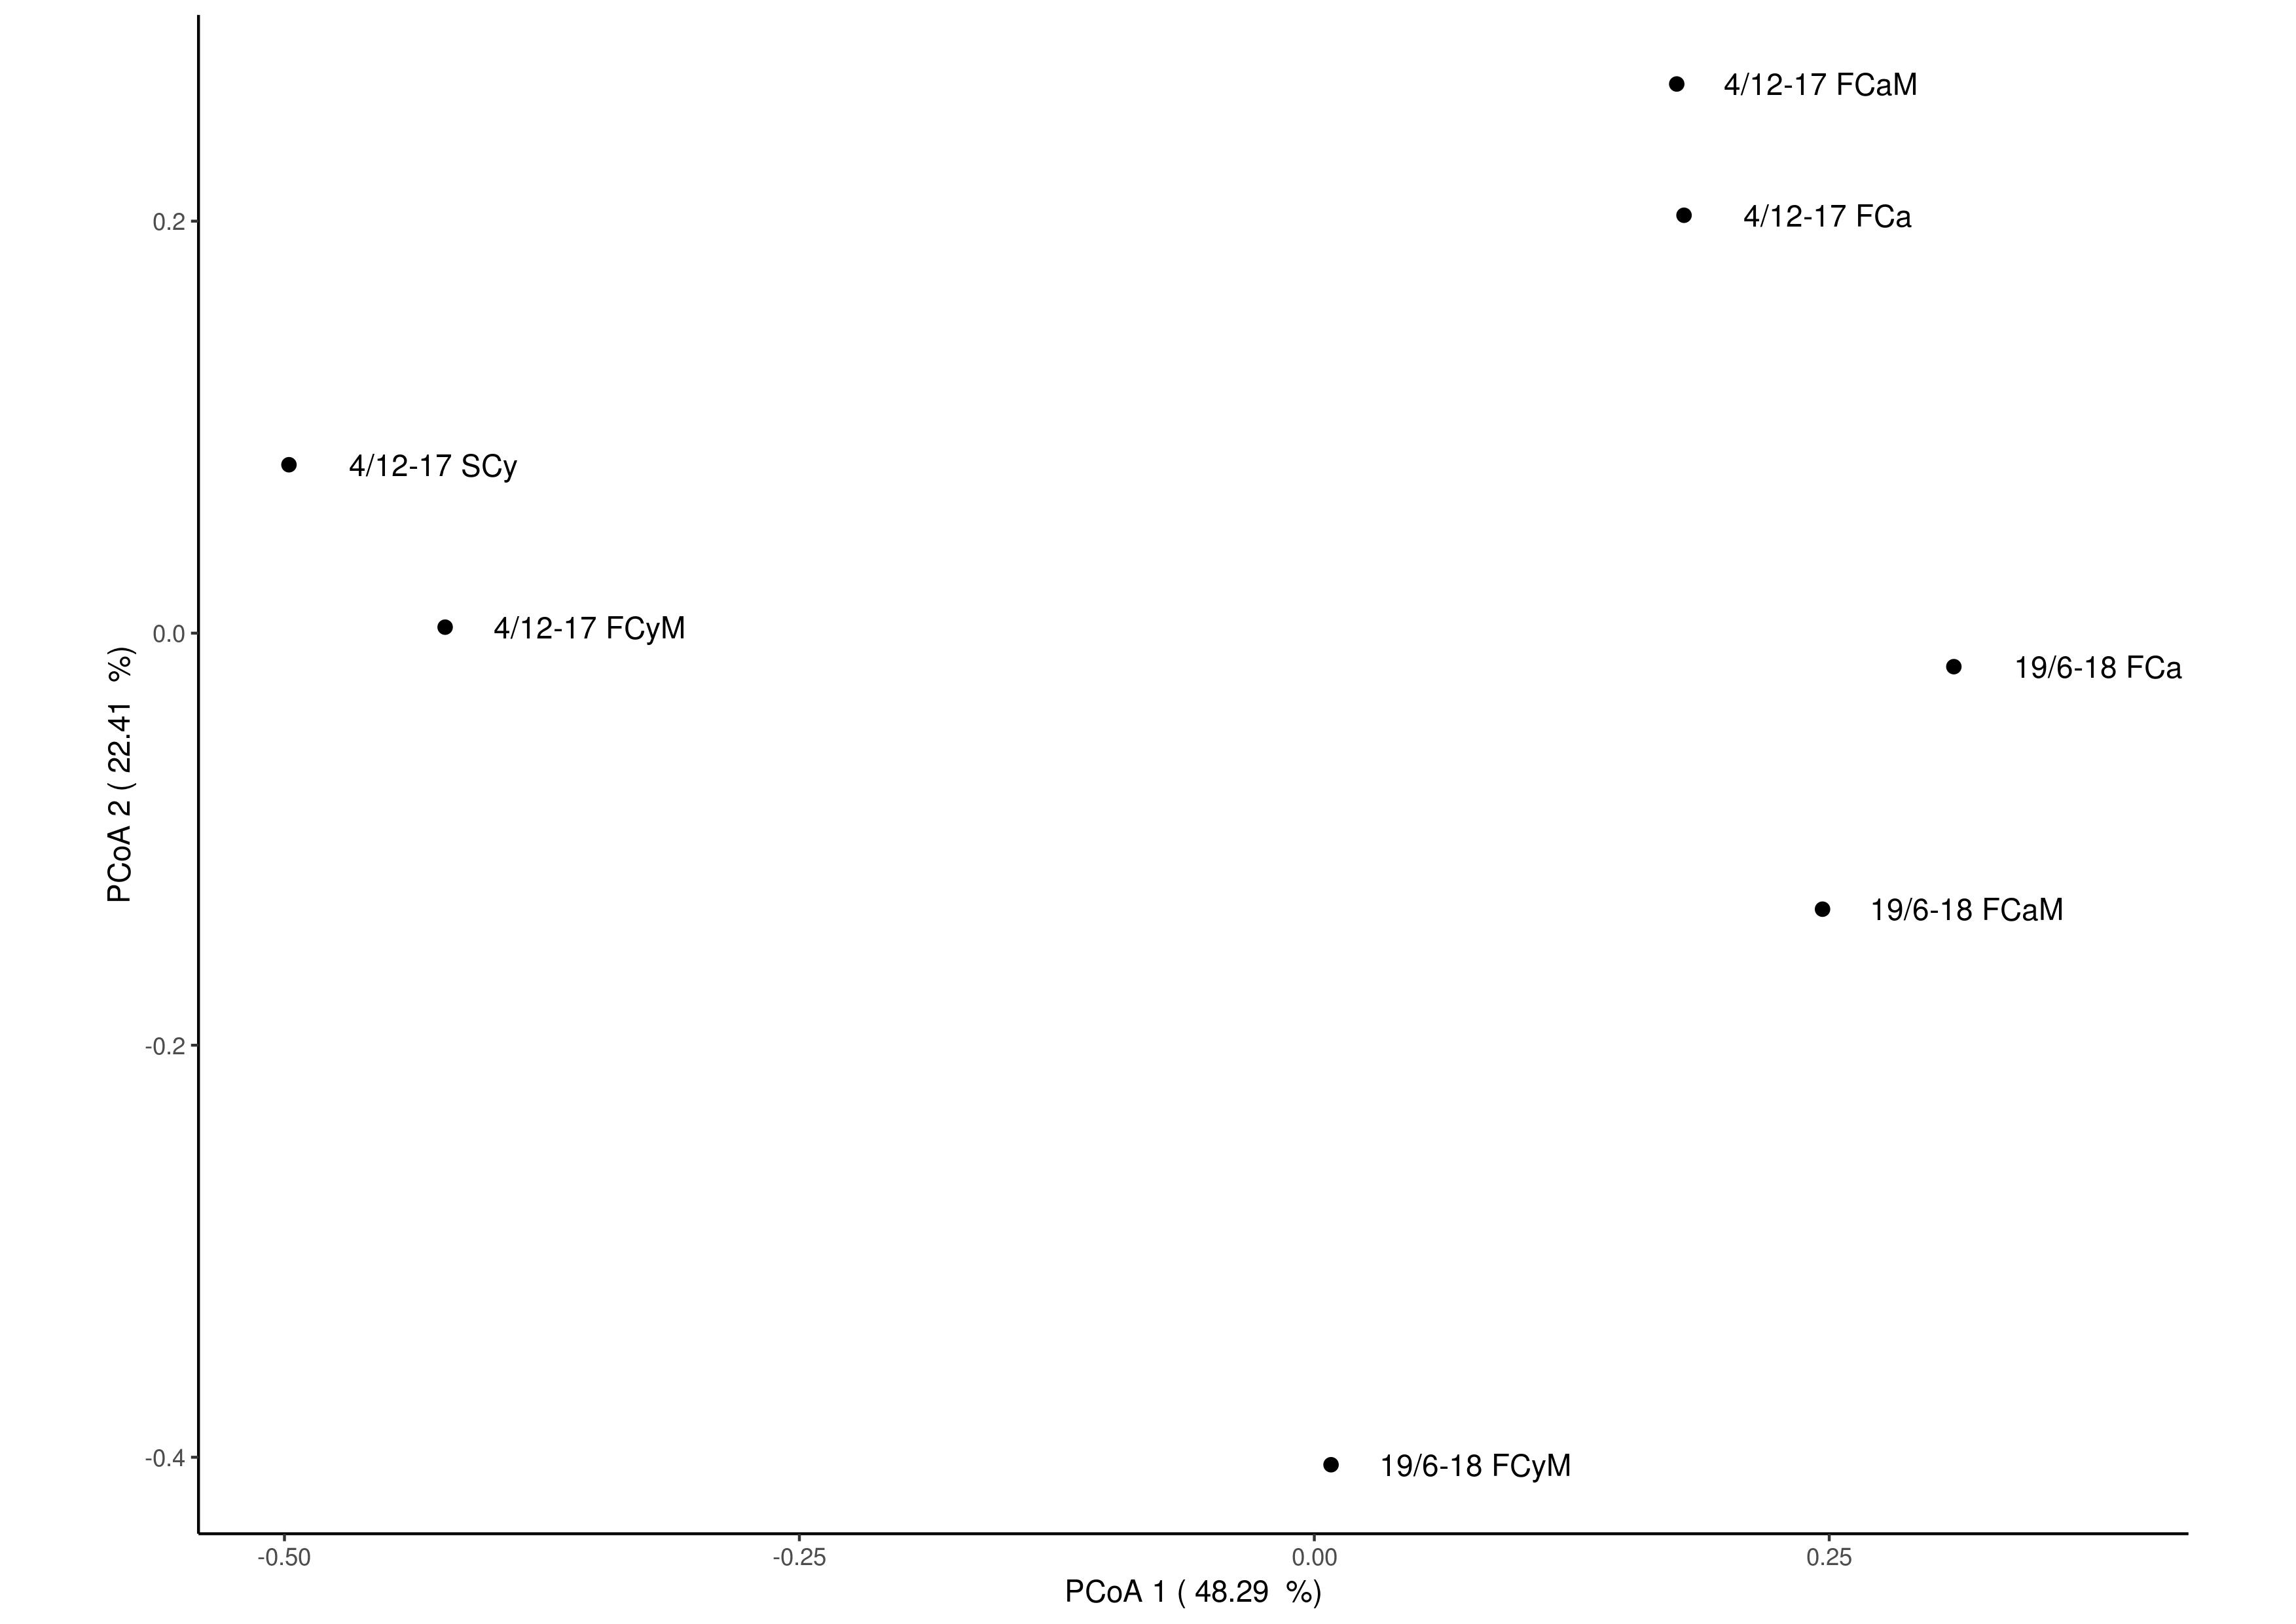 4/12-17 FCaM
0.2
4/12-17 FCa
4/12-17 SCy
0.0
4/12-17 FCyM
19/6-18 FCa
PCoA 2 ( 22.41  %)
19/6-18 FCaM
-0.2
-0.4
19/6-18 FCyM
-0.50
-0.25
0.00
0.25
PCoA 1 ( 48.29  %)